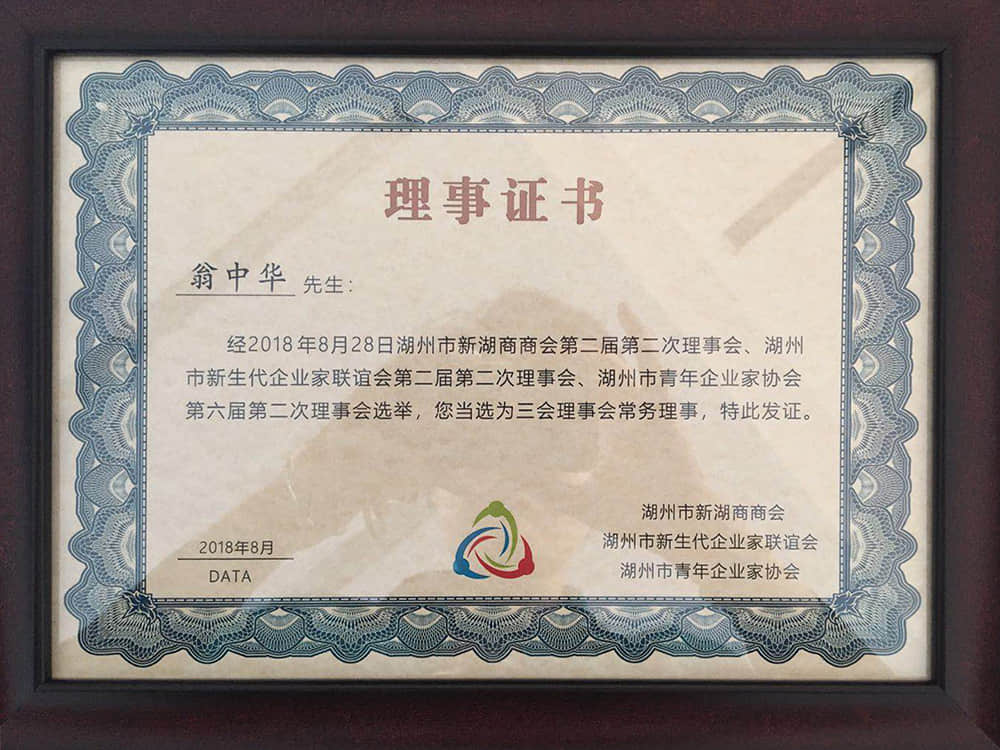 理事证书
翁中华 先生：
经2018年8月28日湖州市新湖商商会第二届第二次理事会、湖州
市新生代企业家联谊会第二届第二次理事会、湖州市青年企业家协会
第六届第二次理事会选举，您当选为三会理事会常务理事，特此发证。
湖州市新湖商商会
湖州市新生代企业家联谊会
湖州市青年企业家协会
2018年8月
DATA